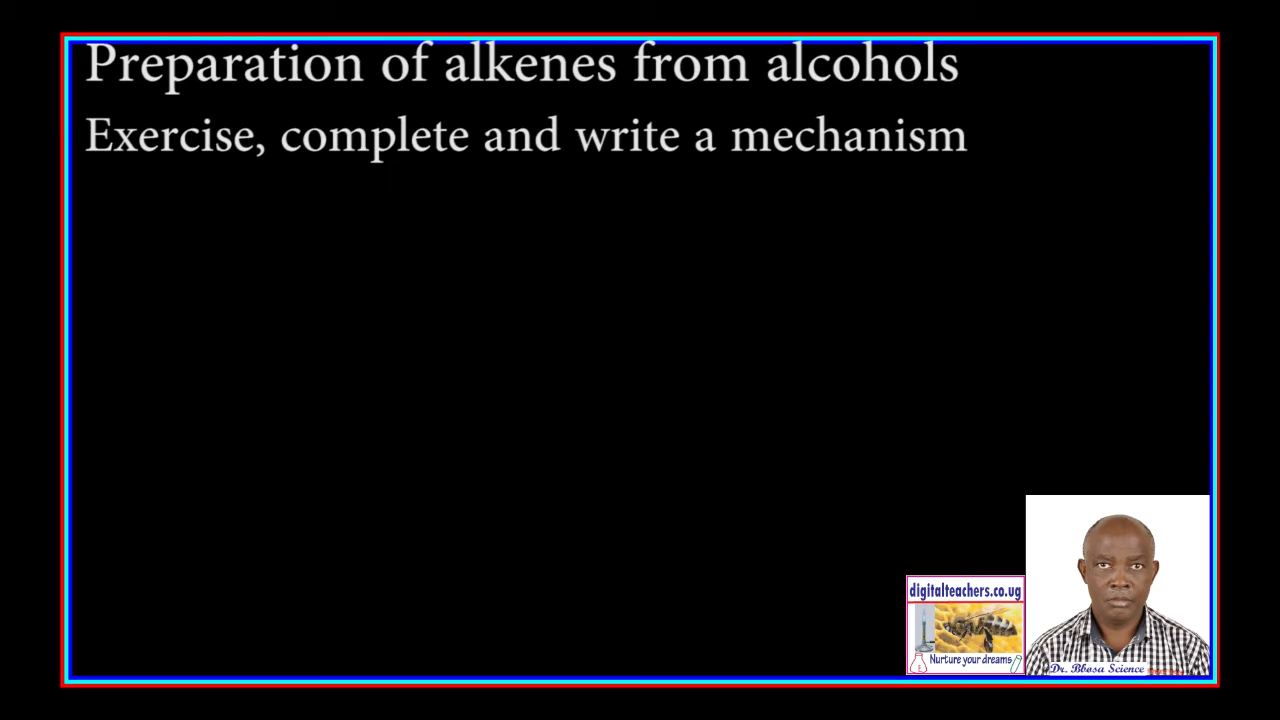 Preparation of alkenes from alcohols
Exercise, complete and write a mechanism
digitalteachers.co.ug
Nurture your dreams
Dr. Bbosa Science